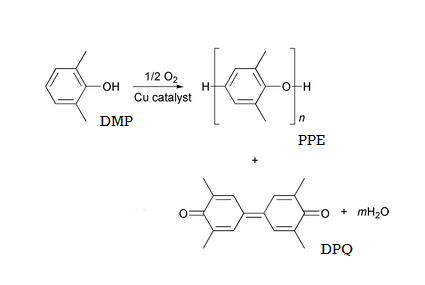 OH
DMP
1/2 O2
Cu catalyst
H
O
H
n
PPE
+
O
O
+ mH2O
DPQ